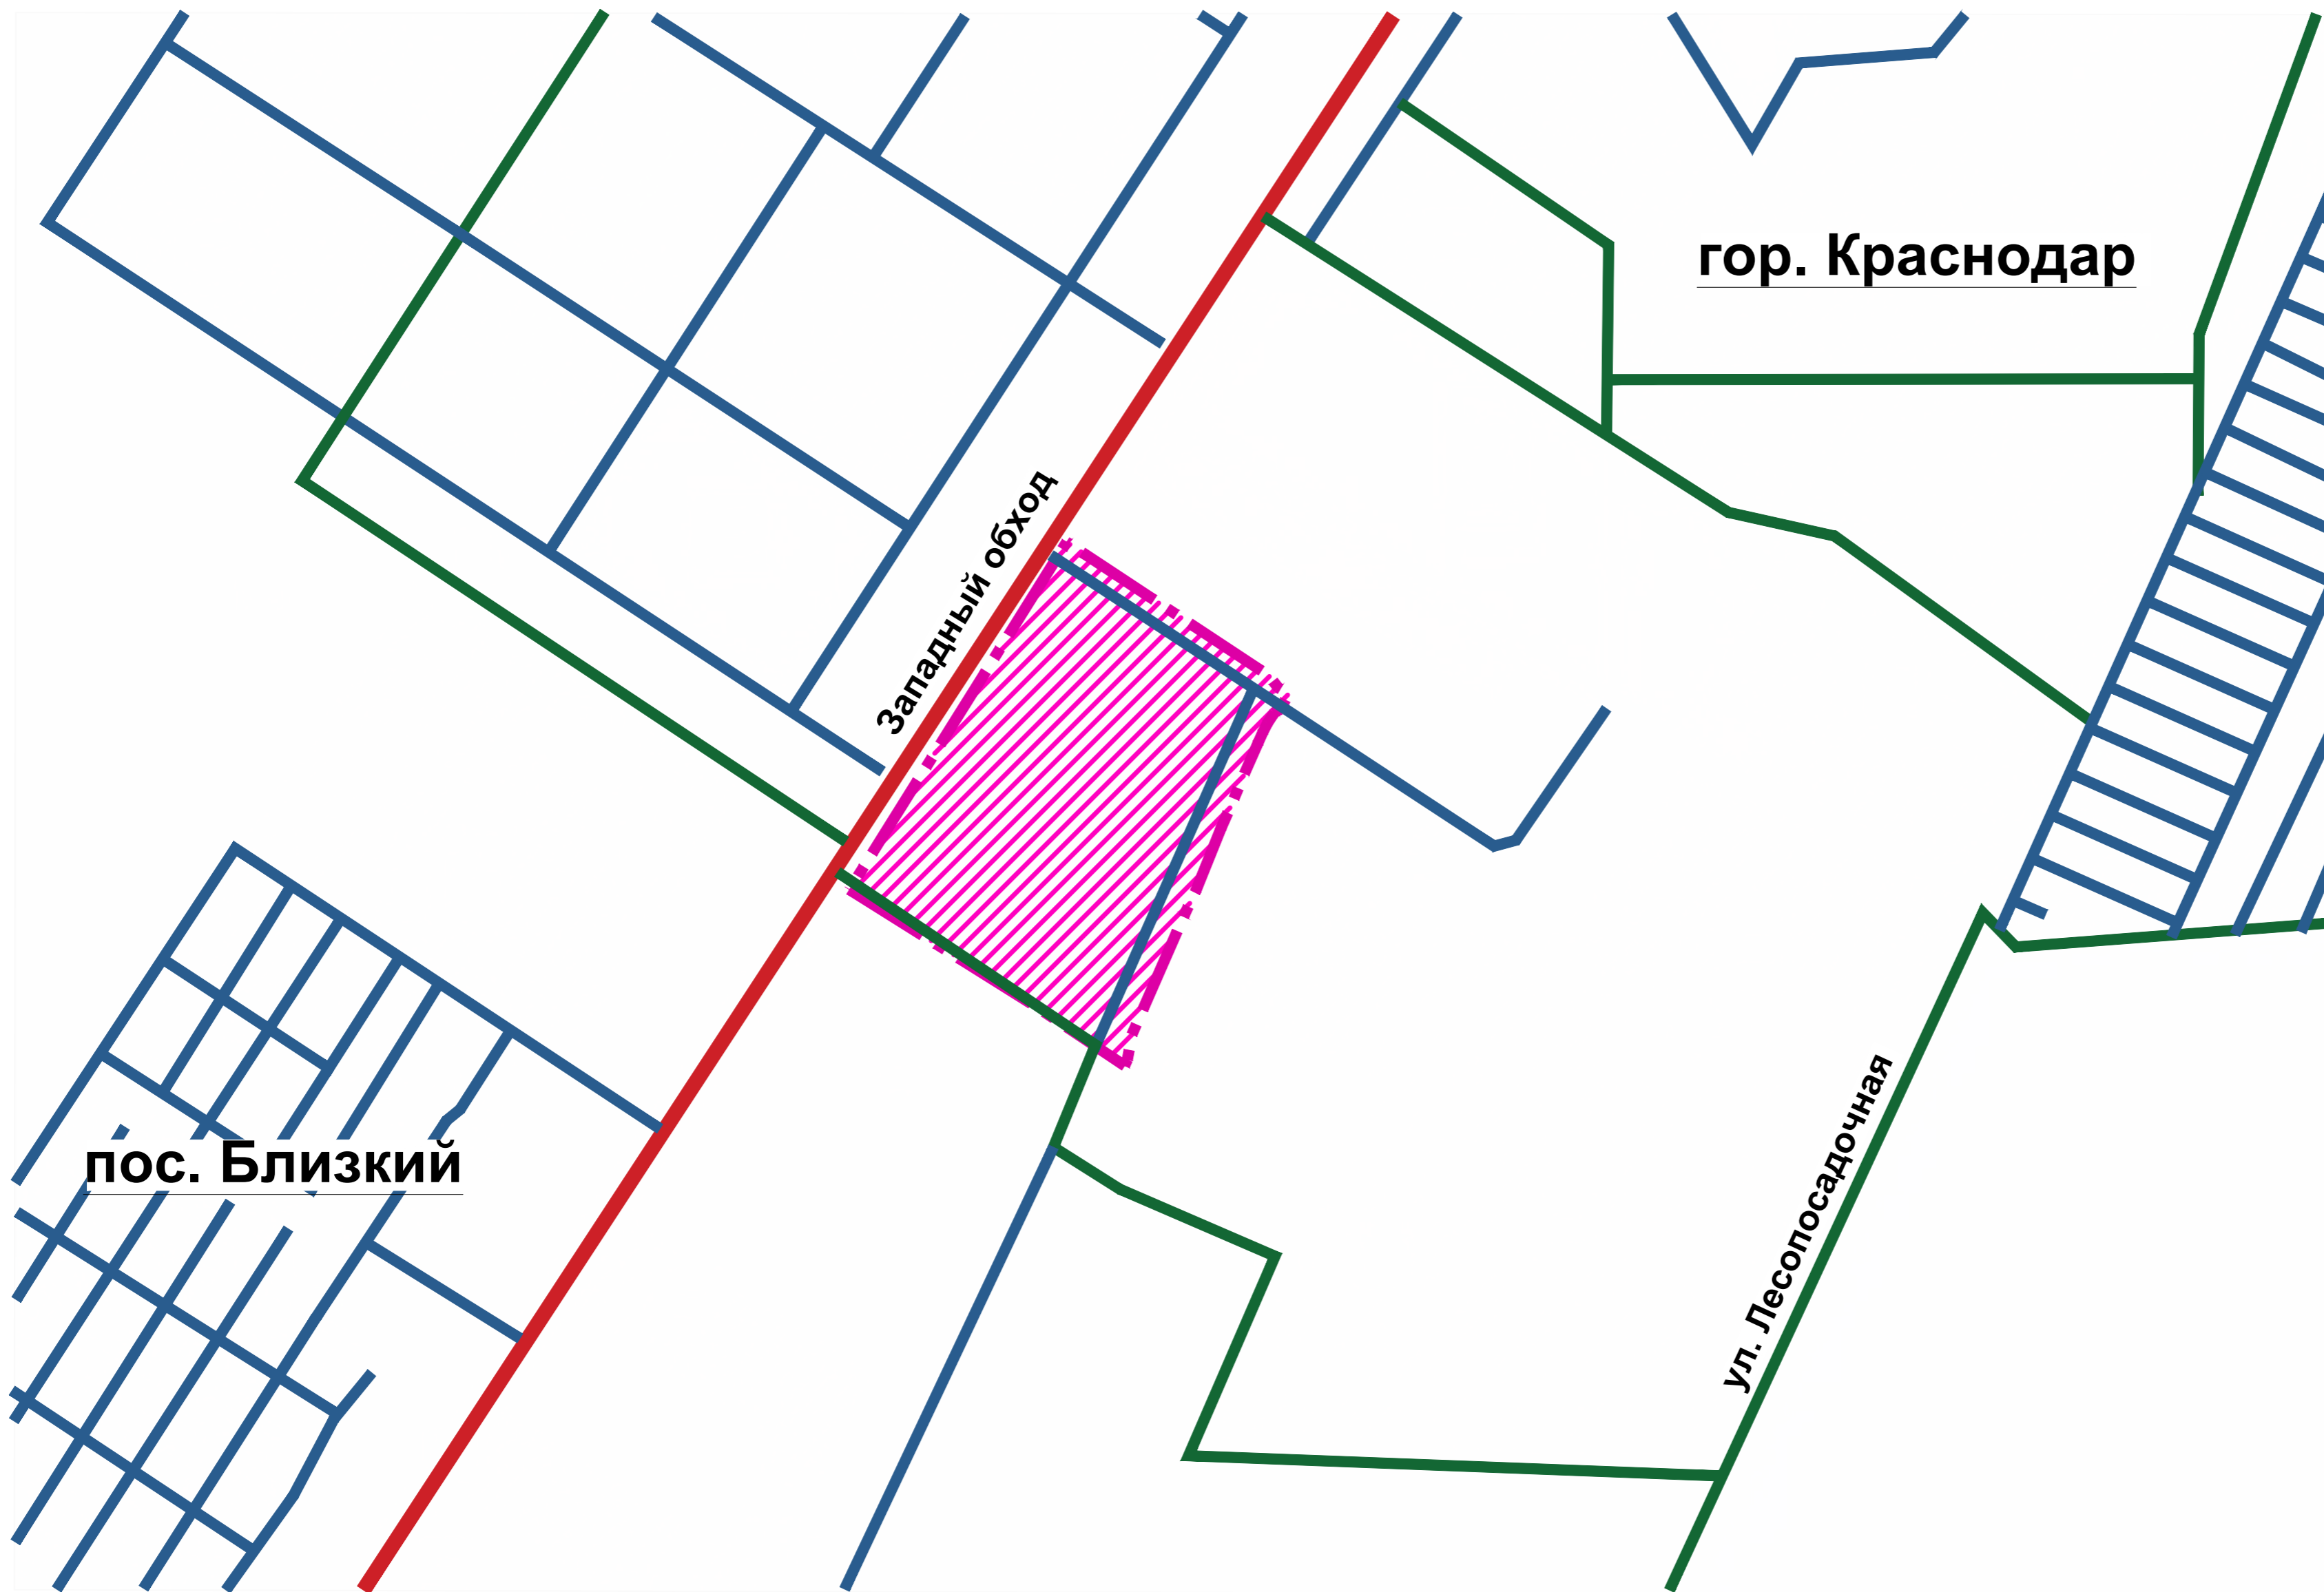 гор. Краснодар
Западный обход
ул. Лесопосадочная
пос. Близкий